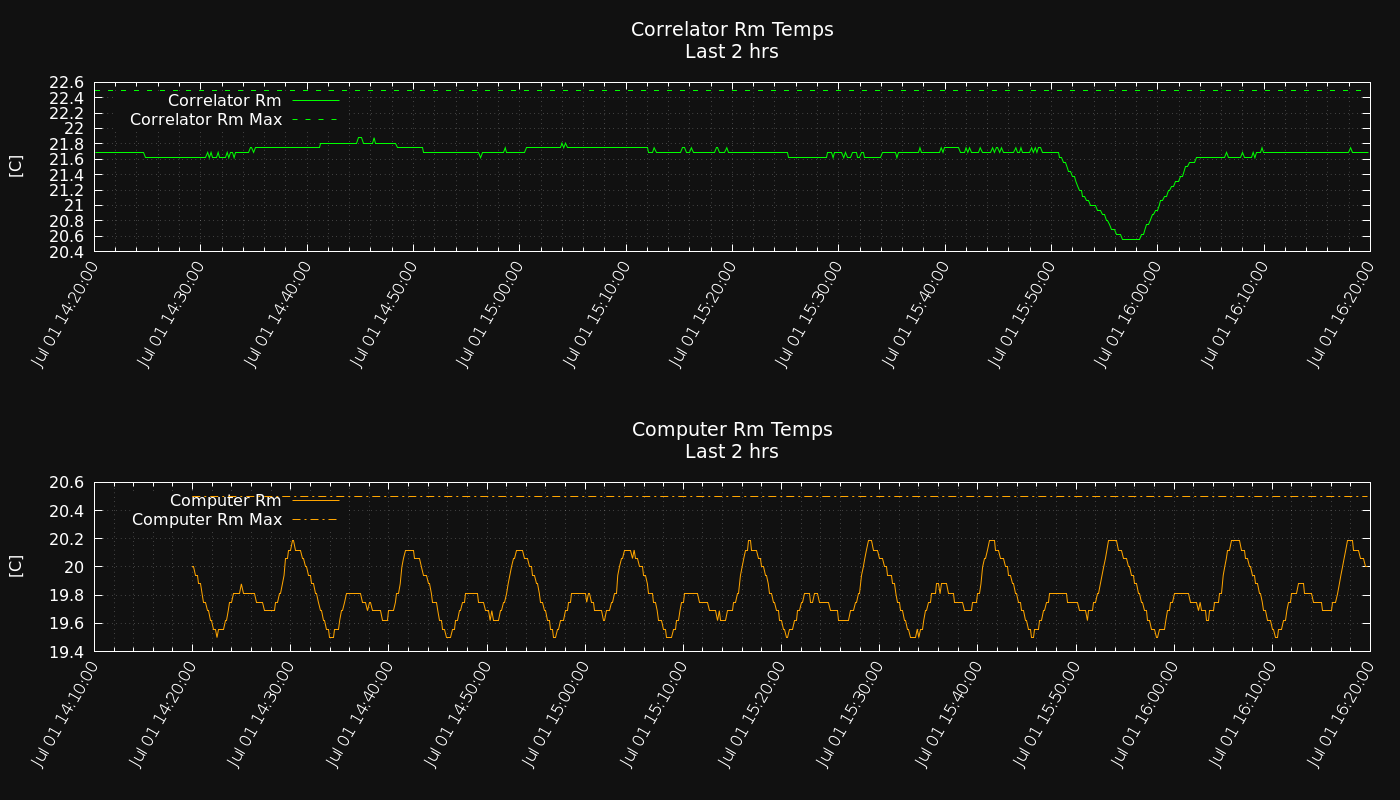 Correlator Rm Temps
Last 2 hrs
22.6
22.4
22.2
22
21.8
21.6
21.4
21.2
21
20.8
20.6
20.4
[C]
Correlator Rm
Correlator Rm Max
Jul 01 14:20:00
Jul 01 14:30:00
Jul 01 14:40:00
Jul 01 14:50:00
Jul 01 15:00:00
Jul 01 15:10:00
Jul 01 15:20:00
Jul 01 15:30:00
Jul 01 15:40:00
Jul 01 15:50:00
Jul 01 16:00:00
Jul 01 16:10:00
Jul 01 16:20:00
Computer Rm Temps
Last 2 hrs
20.6
20.4
20.2
20
19.8
19.6
19.4
[C]
Computer Rm
Computer Rm Max
Jul 01 14:10:00
Jul 01 14:20:00
Jul 01 14:30:00
Jul 01 14:40:00
Jul 01 14:50:00
Jul 01 15:00:00
Jul 01 15:10:00
Jul 01 15:20:00
Jul 01 15:30:00
Jul 01 15:40:00
Jul 01 15:50:00
Jul 01 16:00:00
Jul 01 16:10:00
Jul 01 16:20:00